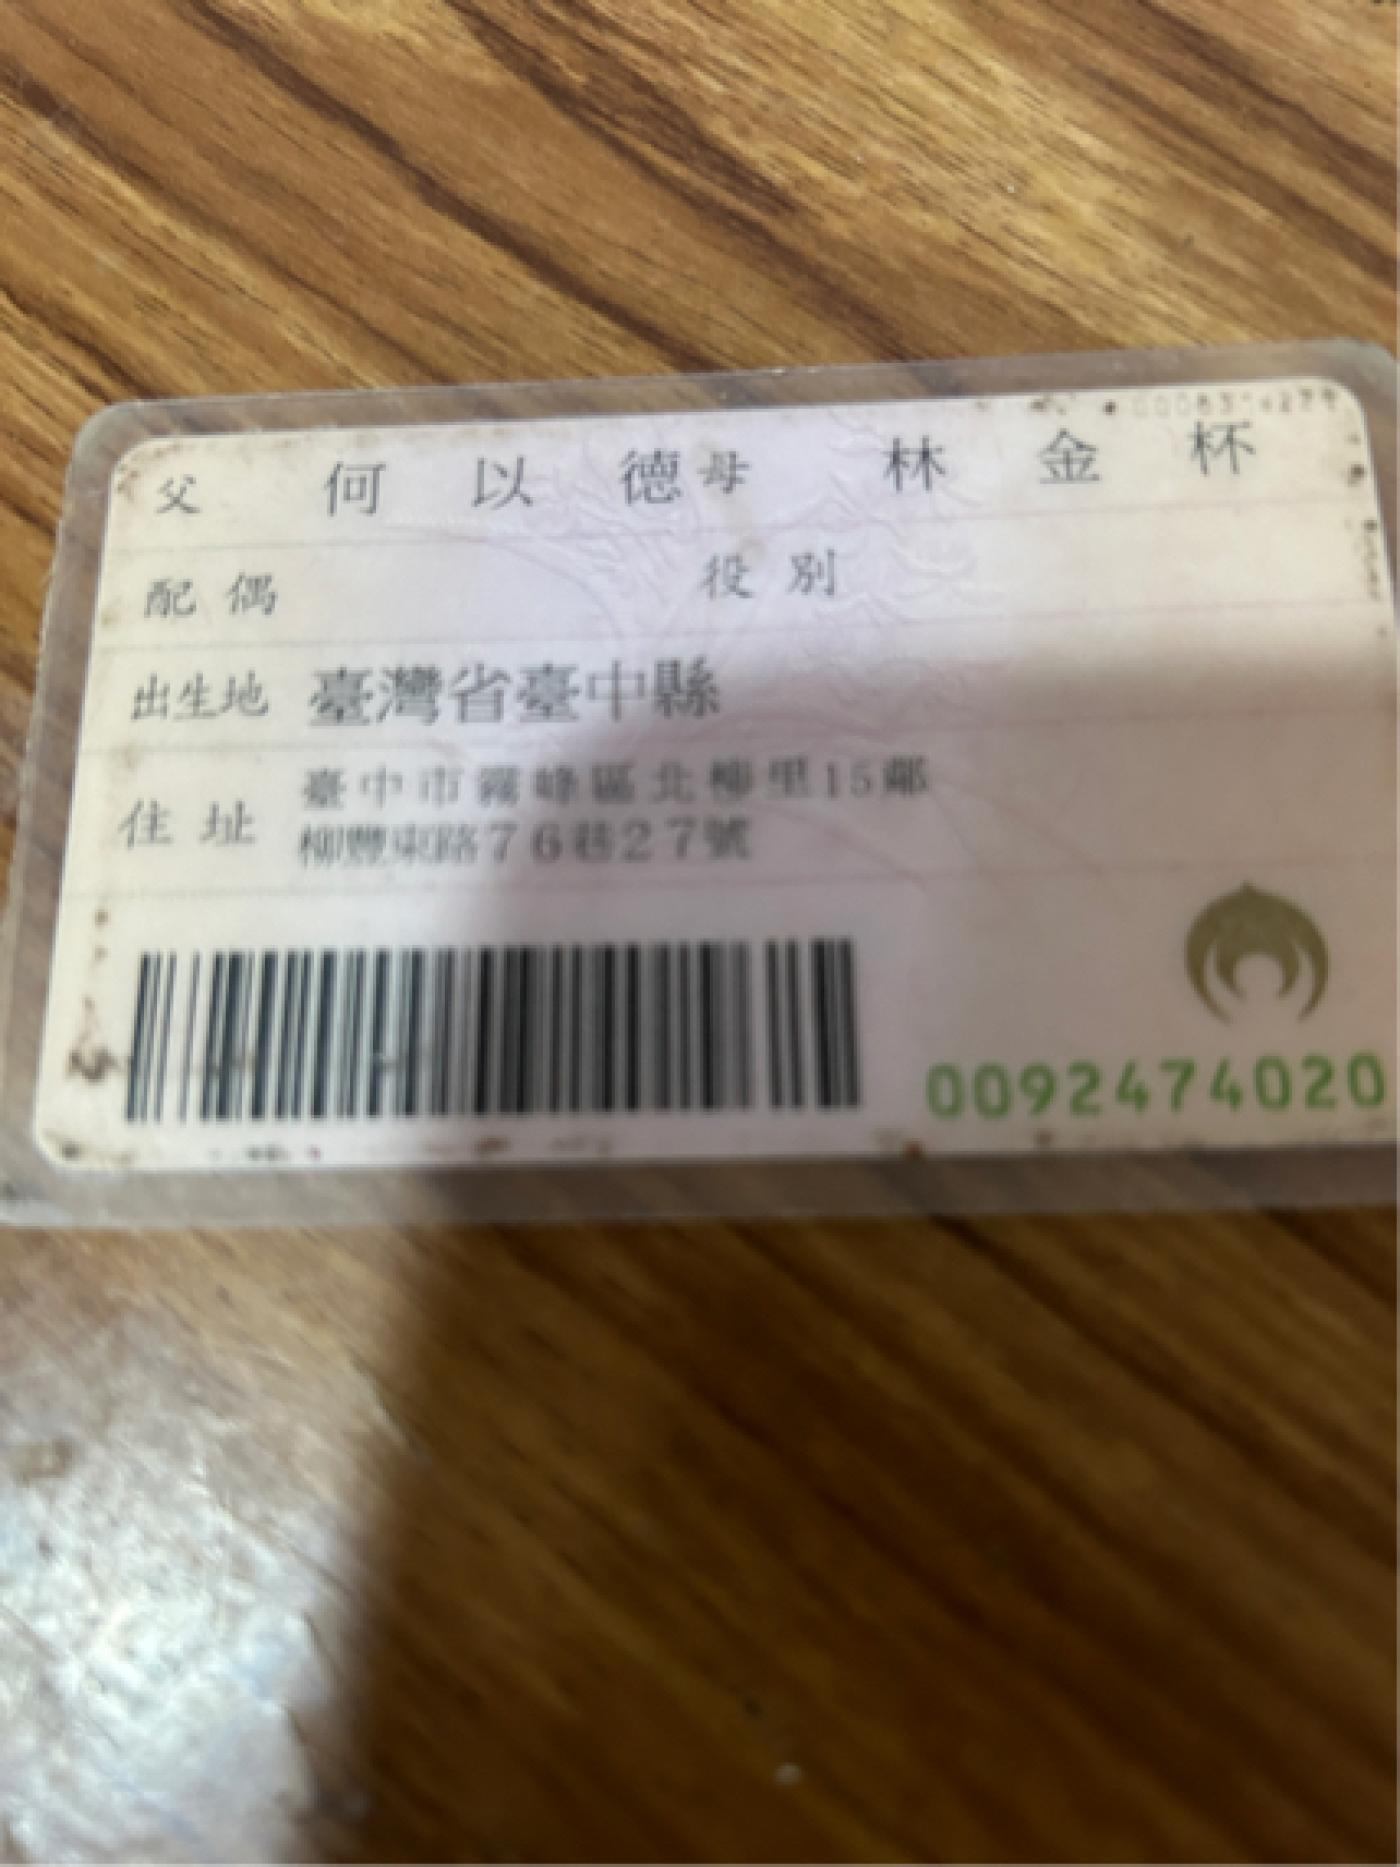 父 何以德 母 林金杯
配偶 役別
出生地 臺灣省臺中縣
住址 臺中市霧峰區北柳里15鄰
柳豐東路76巷27號
0092474020